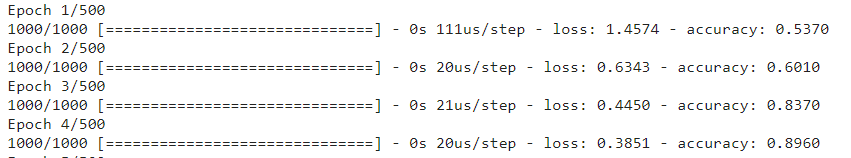 Epoch 1/500
1000/1000 [==============================] - 0s 111us/step - loss: 1.4574 - accuracy: 0.5370
Epoch 2/500
1000/1000 [==============================] - 0s 20us/step - loss: 0.6343 - accuracy: 0.6010
Epoch 3/500
1000/1000 [==============================] - 0s 21us/step - loss: 0.4450 - accuracy: 0.8370
Epoch 4/500
1000/1000 [==============================] - 0s 20us/step - loss: 0.3851 - accuracy: 0.8960